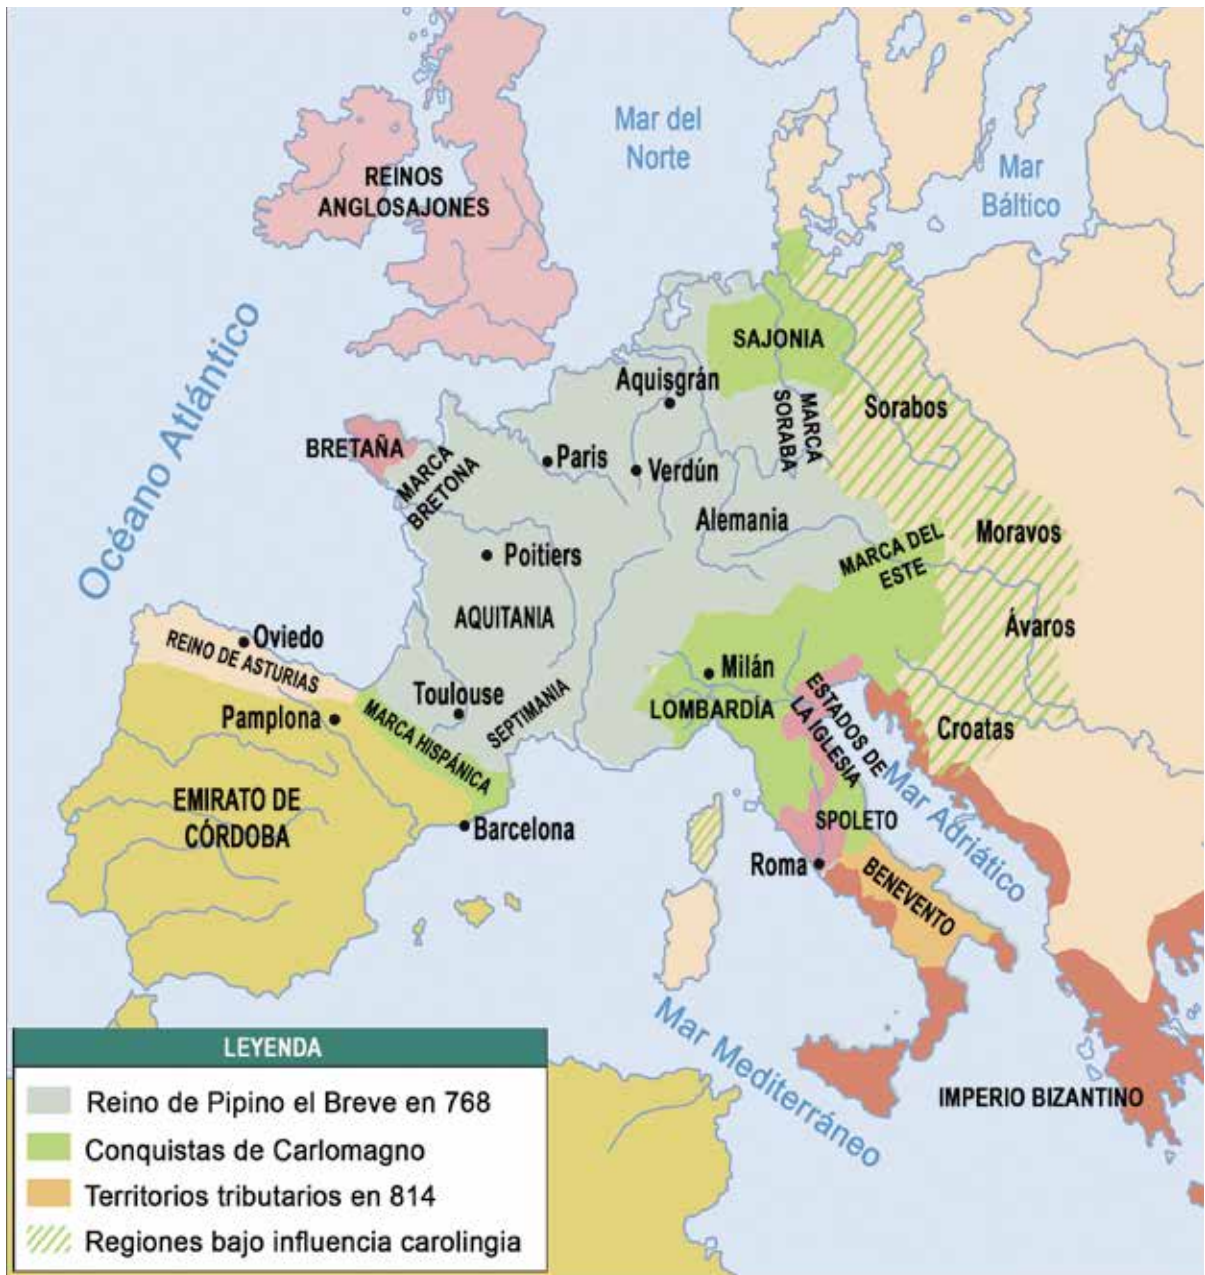 Mar del
Norte
Mar
Báltico
REINOS
ANGLOSAJONES
Océano Atlántico
SAJONIA
Aquisgrán
MARCA
SORABA
Sorabos
BRETAÑA
MARCA
BRETONA
Paris
Verdún
Alemania
Moravos
MARCA DEL
ESTE
Poitiers
AQUITANIA
Ávaros
Oviedo
REINO DE ASTURIAS
Milán
Toulouse
SEPTIMANIA
LOMBARDÍA
ESTADOS DE
LA IGLESIA
Pamplona
MARCA HISPÁNICA
Croatas
EMIRATO DE
CÓRDOBA
Barcelona
SPOLETO
Mar Adriático
Roma
BENEVENTO
Mar Mediterráneo
IMPERIO BIZANTINO
LEYENDA
Reino de Pipino el Breve en 768
Conquistas de Carlomagno
Territorios tributarios en 814
Regiones bajo influencia carolingia